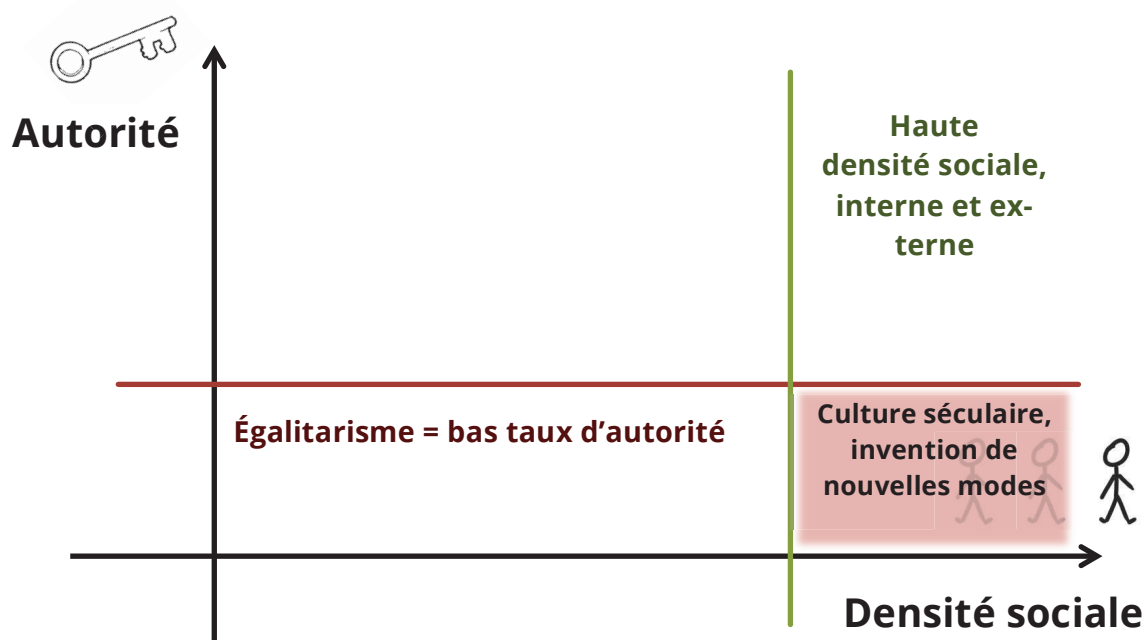 Autorité
Haute
densité sociale,
interne et ex-
terne
Égalitarisme = bas taux d’autorité
Culture séculaire,
invention de
nouvelles modes
Densité sociale